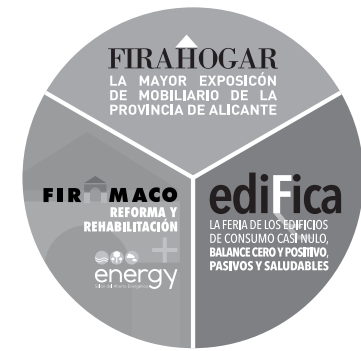 FIRAHOGAR
LA MAYOR EXPOSICÓN
DE MOBILIARIO DE LA
PROVINCIA DE ALICANTE
FIRAMACO
REFORMA Y
REHABILITACIÓN
+
energy
ediFica
LA FERIA DE LOS EDIFICIOS
DE CONSUMO CASI NULO,
BALANCE CERO Y POSITIVO,
PASIVOS Y SALUDABLES